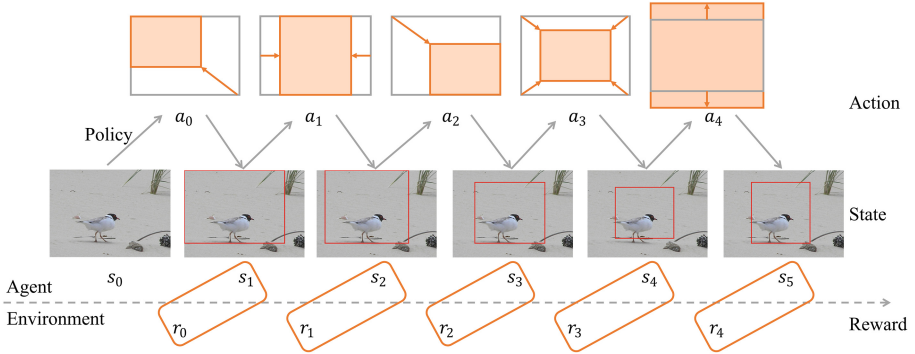 a₀ a₁ a₂ a₃ a₄
Action
Policy
State
s₀ s₁ s₂ s₃ s₄ s₅
Agent
Environment
r₀ r₁ r₂ r₃ r₄
Reward